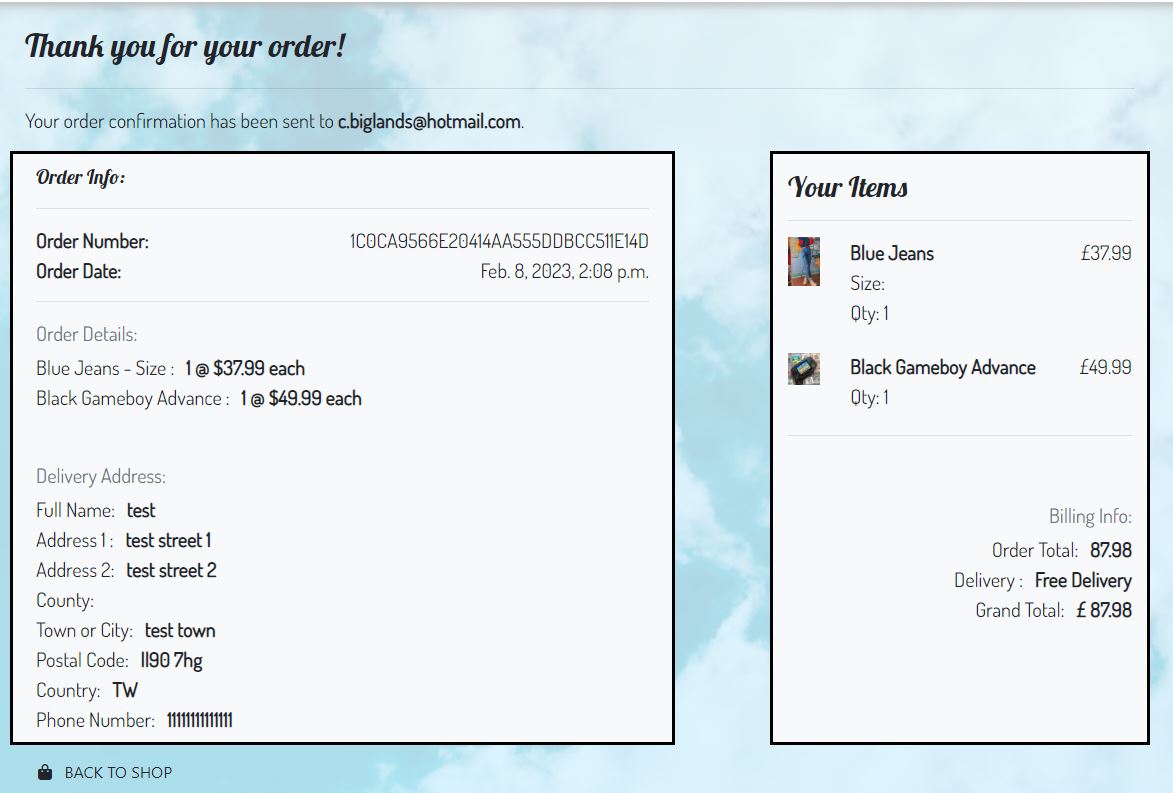 Thank you for your order!
Your order confirmation has been sent to c.biglands@hotmail.com.
Order Info:
Order Number: 1C0CA9566E20414AA555DDBCC511E14D
Order Date: Feb. 8, 2023, 2:08 p.m.
Order Details:
Blue Jeans - Size : 1 @ $37.99 each
Black Gameboy Advance : 1 @ $49.99 each
Delivery Address:
Full Name: test
Address 1 : test street 1
Address 2: test street 2
County:
Town or City: test town
Postal Code: ll90 7hg
Country: TW
Phone Number: 11111111111111
BACK TO SHOP
Your Items
Blue Jeans £37.99
Size:
Qty: 1
Black Gameboy Advance £49.99
Qty: 1
Billing Info:
Order Total: 87.98
Delivery : Free Delivery
Grand Total: £ 87.98